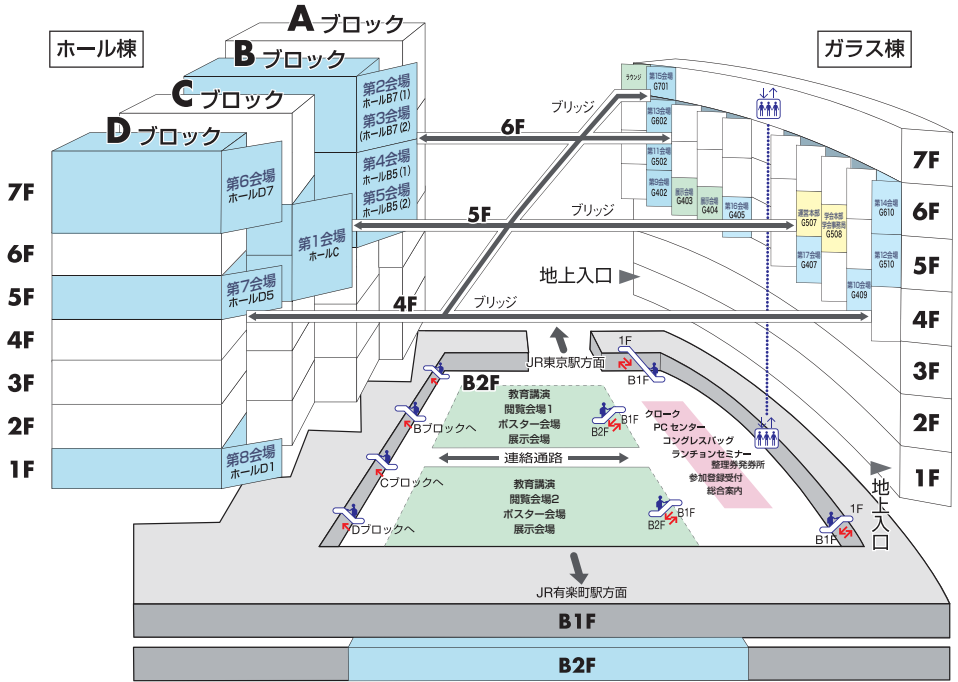 ホール棟
ガラス棟
A ブロック
B ブロック
C ブロック
D ブロック
第2会場
ホールB7 (1)
第3会場
(ホールB7 (2)
第4会場
ホールB5 (1)
第5会場
ホールB5 (2)
第6会場
ホールD7
第1会場
ホールC
第7会場
ホールD5
第8会場
ホールD1
7F
6F
5F
4F
3F
2F
1F
6F
ブリッジ
5F
ブリッジ
4F
ブリッジ
ラウンジ
第15会場
G701
第13会場
G602
第11会場
G502
第9会場
G402
展示会場
G403
展示会場
G404
第16会場
G405
運営本部
G507
学会本部
学会事務局
G508
第17会場
G407
第14会場
G610
第12会場
G510
第10会場
G409
7F
6F
5F
4F
3F
2F
1F
地上入口
地上入口
JR東京駅方面
1F
B1F
B2F
教育講演
閲覧会場1
ポスター会場
展示会場
B2F
B1F
連絡通路
教育講演
閲覧会場2
ポスター会場
展示会場
B2F
B1F
Bブロックへ
Cブロックへ
Dブロックへ
クローク
PC センター
コングレスバッグ
ランチョンセミナー
整理券発券所
参加登録受付
総合案内
1F
B1F
JR有楽町駅方面
B1F
B2F